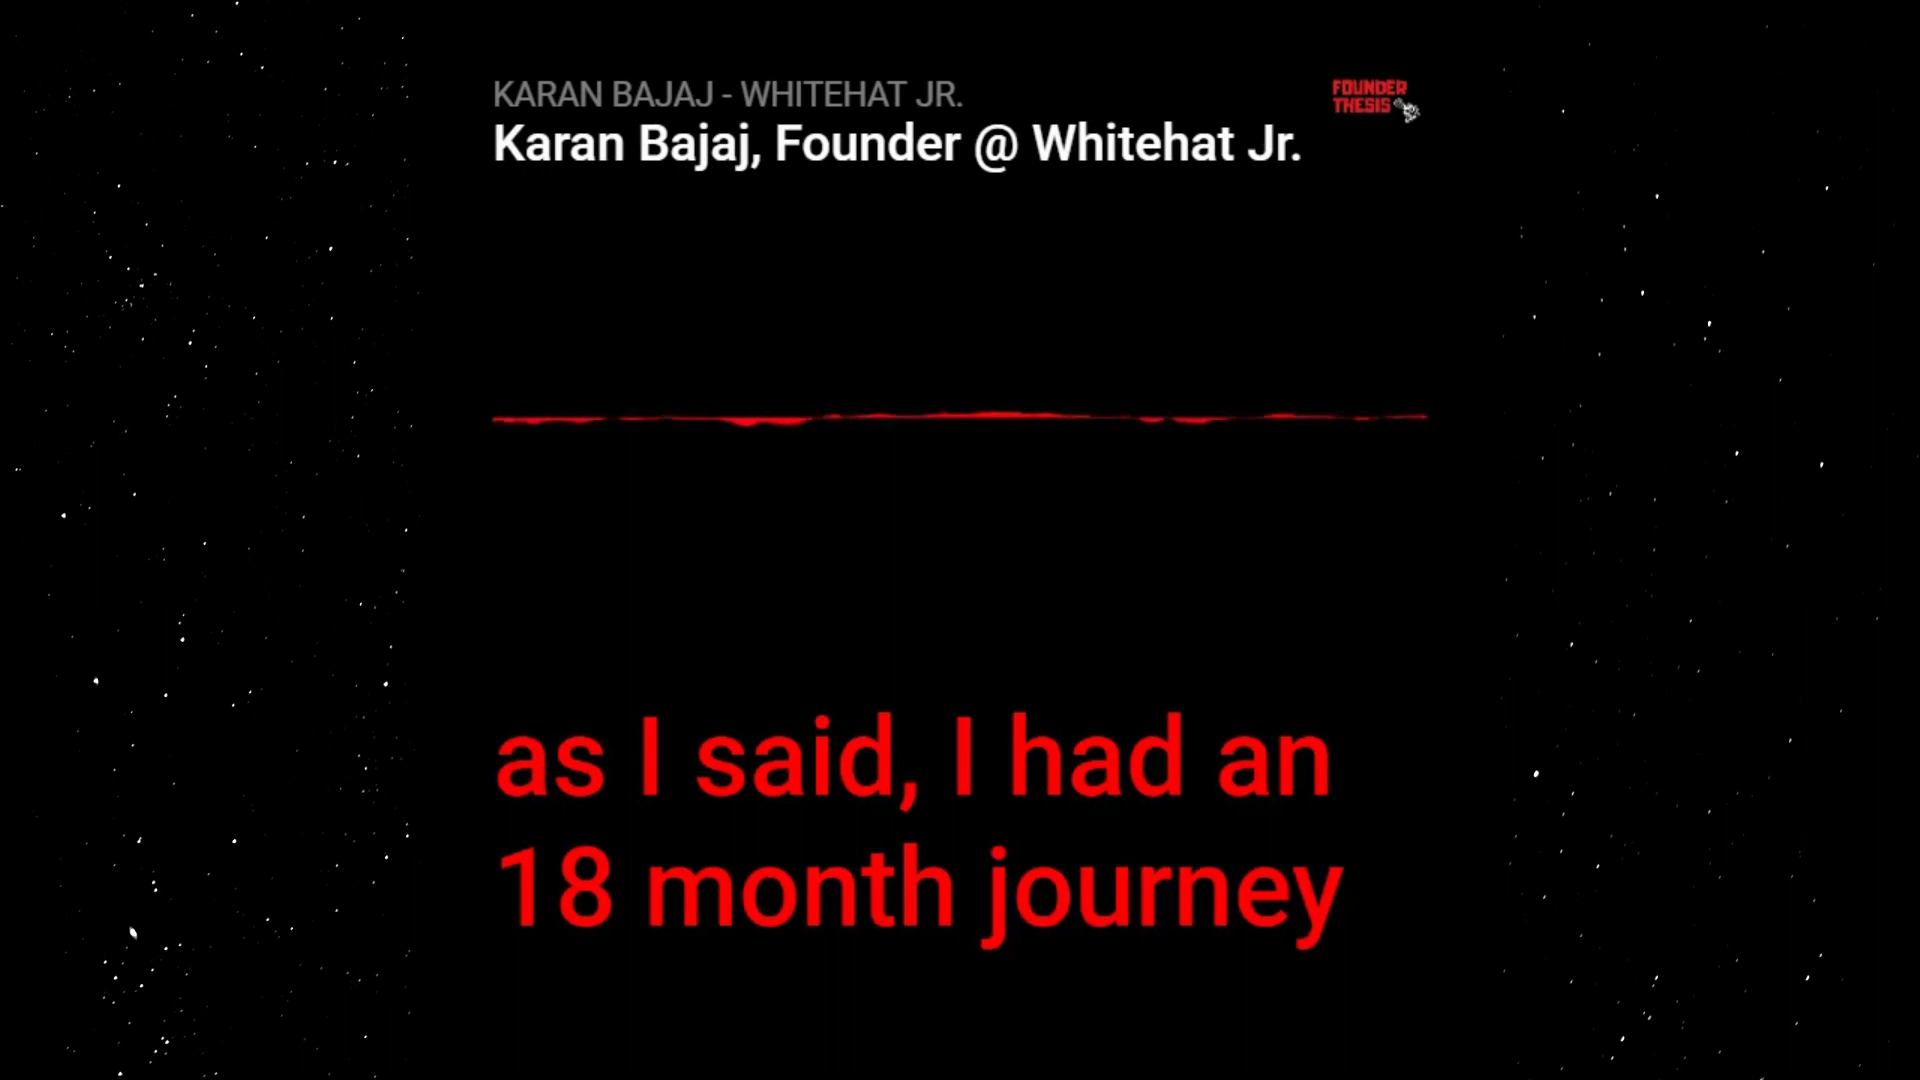 KARAN BAJAJ - WHITEHAT JR.
Karan Bajaj, Founder @ Whitehat Jr.
FOUNDER
THESIS
as I said, I had an
18 month journey